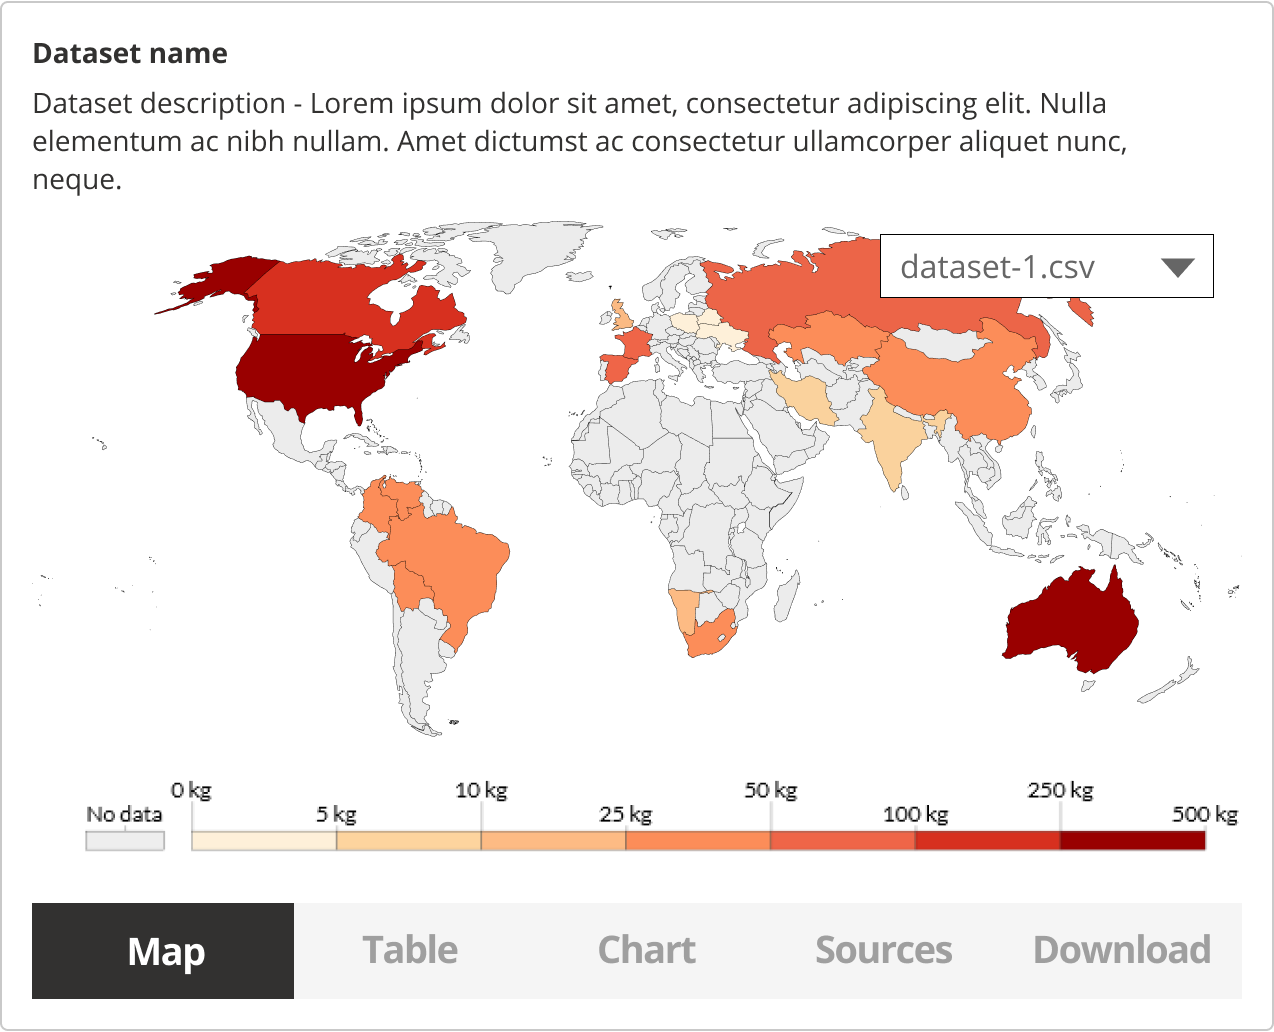 Dataset name
Dataset description - Lorem ipsum dolor sit amet, consectetur adipiscing elit. Nulla
elementum ac nibh nullam. Amet dictumst ac consectetur ullamcorper aliquet nunc,
neque.
dataset-1.csv
0 kg 10 kg 50 kg 250 kg
No data 5 kg 25 kg 100 kg 500 kg
Map Table Chart Sources Download